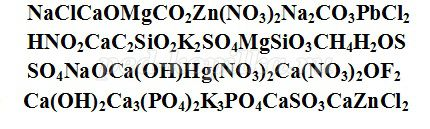 NaClCaOMgCO₂Zn(NO₃)₂Na₂CO₃PbCl₂
HNO₂CaC₂SiO₂K₂SO₄MgSiO₃CH₄H₂OS
SO₄NaOCa(OH)Hg(NO₃)₂Ca(NO₃)₂OF₂
Ca(OH)₂Ca₃(PO₄)₂K₃PO₄CaSO₃CaZnCl₂